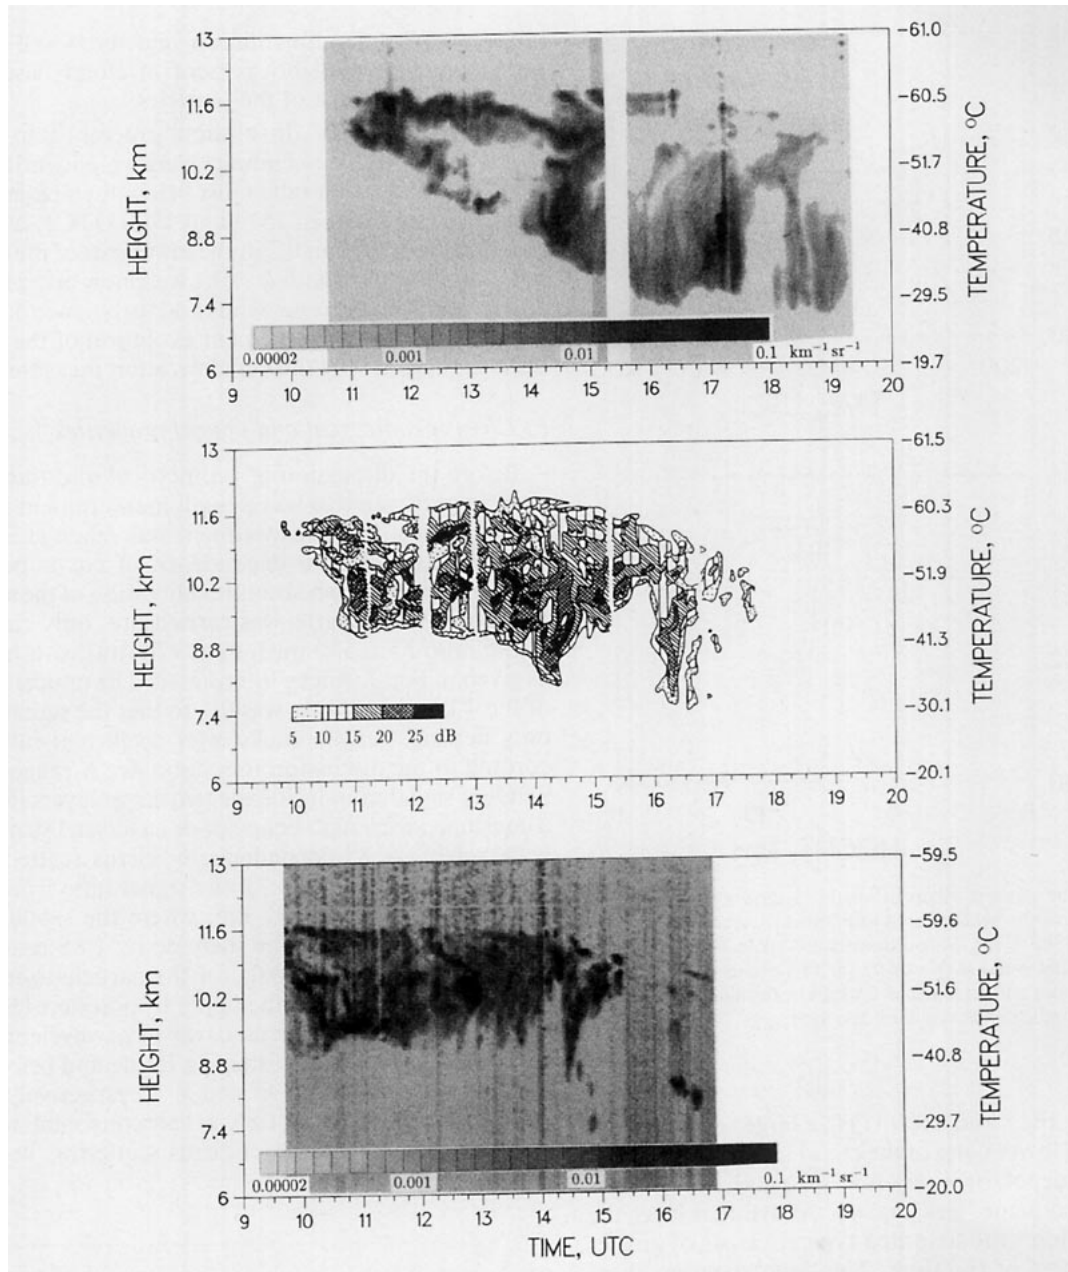 13
11.6
10.2
8.8
7.4
6
HEIGHT, km
-61.0
-60.5
-51.7
-40.8
-29.5
-19.7
TEMPERATURE, °C
0.00002 0.001 0.01 0.1 km⁻¹ sr⁻¹
9 10 11 12 13 14 15 16 17 18 19 20
13
11.6
10.2
8.8
7.4
6
HEIGHT, km
-61.5
-60.3
-51.9
-41.3
-30.1
-20.1
TEMPERATURE, °C
5 10 15 20 25 dB
10 11 12 13 14 15 16 17 18 19 20
13
11.6
10.2
8.8
7.4
6
HEIGHT, km
-59.5
-59.6
-51.6
-40.8
-29.7
-20.0
TEMPERATURE, °C
0.00002 0.001 0.01 0.1 km⁻¹ sr⁻¹
9 10 11 12 13 14 15 16 17 18 19 20
TIME, UTC